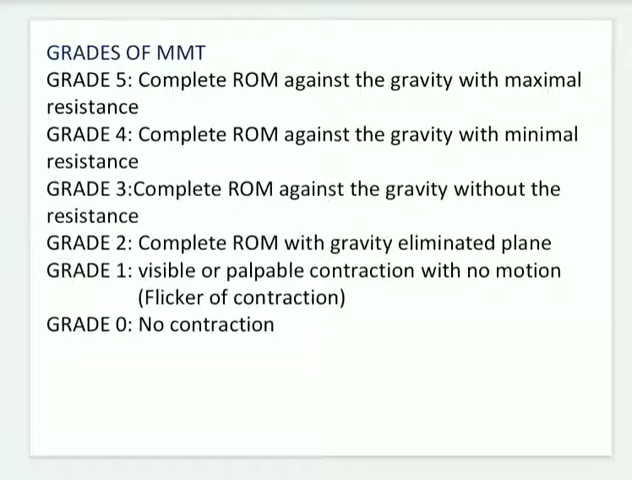 GRADES OF MMT
GRADE 5: Complete ROM against the gravity with maximal
resistance
GRADE 4: Complete ROM against the gravity with minimal
resistance
GRADE 3:Complete ROM against the gravity without the
resistance
GRADE 2: Complete ROM with gravity eliminated plane
GRADE 1: visible or palpable contraction with no motion
(Flicker of contraction)
GRADE 0: No contraction